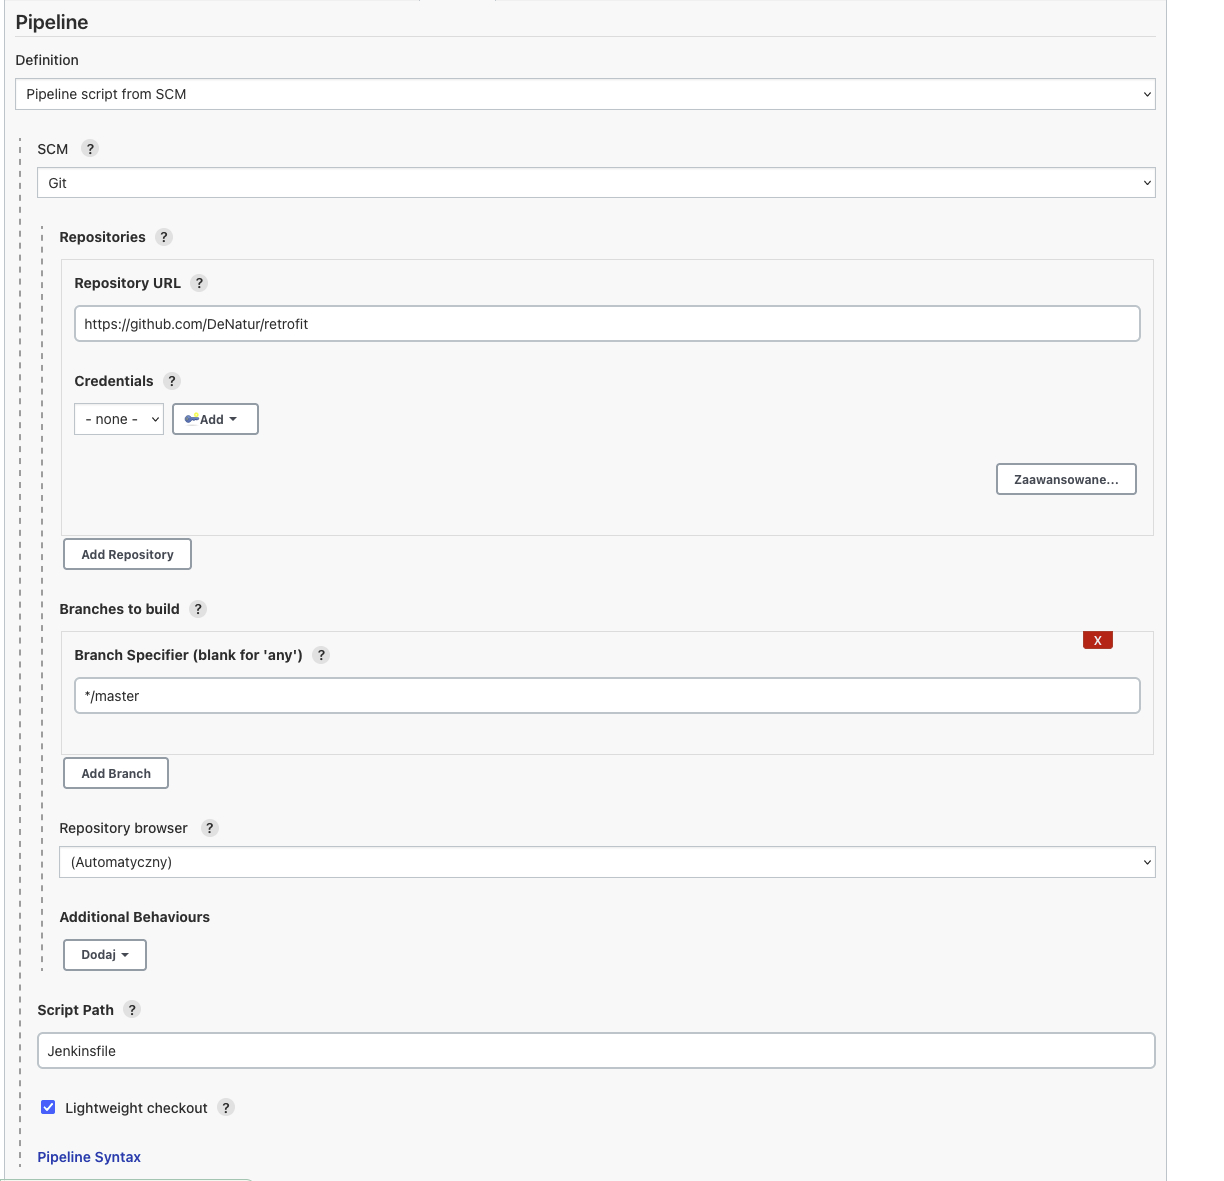 Pipeline
Definition
Pipeline script from SCM
SCM ?
Git
Repositories ?
Repository URL ?
https://github.com/DeNatur/retrofit
Credentials ?
- none - Add
Zaawansowane...
Add Repository
Branches to build ?
X
Branch Specifier (blank for 'any') ?
*/master
Add Branch
Repository browser ?
(Automatyczny)
Additional Behaviours
Dodaj
Script Path ?
Jenkinsfile
Lightweight checkout ?
Pipeline Syntax